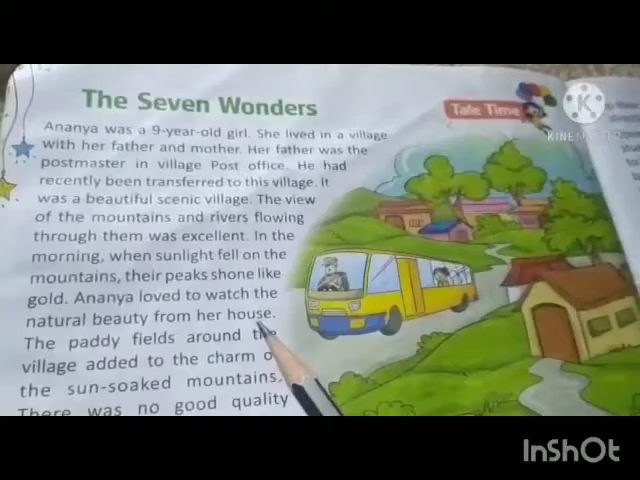 The Seven Wonders
Tale Time
Ananya was a 9-year-old girl. She lived in a village
with her father and mother. Her father was the
postmaster in village Post office. He had
recently been transferred to this village. It
was a beautiful scenic village. The view
of the mountains and rivers flowing
through them was excellent. In the
morning, when sunlight fell on the
mountains, their peaks shone like
gold. Ananya loved to watch the
natural beauty from her house.
The paddy fields around the
village added to the charm o
the sun-soaked mountains.
There was no good quality
KINEMASTER
InShOt